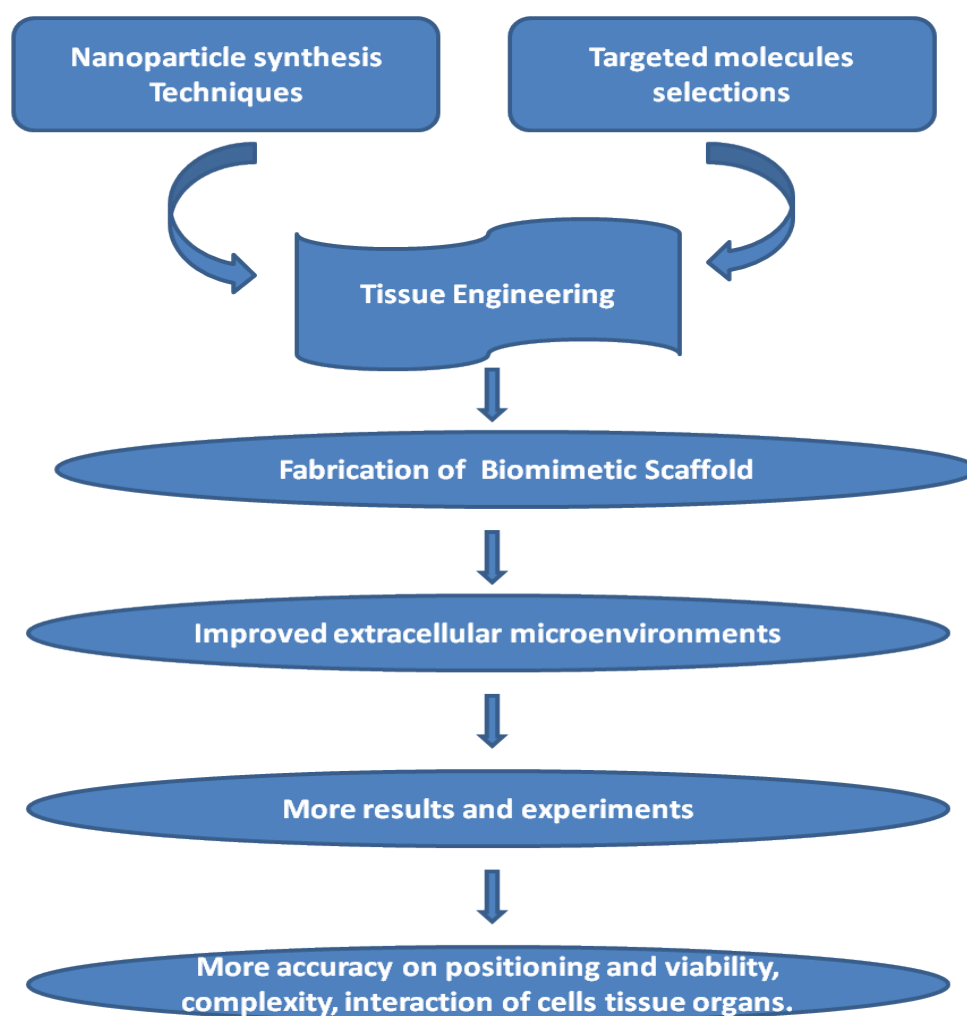 Nanoparticle synthesis
Techniques
Targeted molecules
selections
Tissue Engineering
Fabrication of  Biomimetic Scaffold
Improved extracellular microenvironments
More results and experiments
More accuracy on positioning and viability,
complexity, interaction of cells tissue organs.